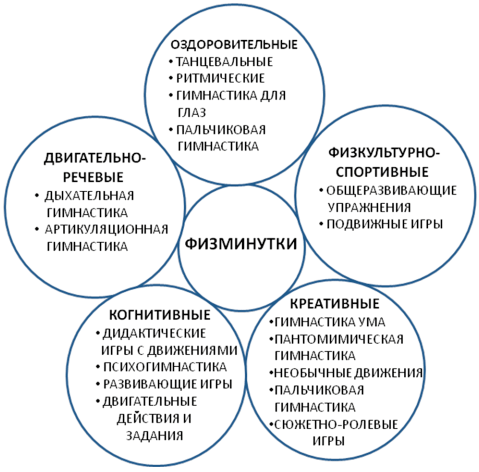 ОЗДОРОВИТЕЛЬНЫЕ
• ТАНЦЕВАЛЬНЫЕ
• РИТМИЧЕСКИЕ
• ГИМНАСТИКА ДЛЯ
ГЛАЗ
• ПАЛЬЧИКОВАЯ
ГИМНАСТИКА
ДВИГАТЕЛЬНО-
РЕЧЕВЫЕ
• ДЫХАТЕЛЬНАЯ
ГИМНАСТИКА
• АРТИКУЛЯЦИОННАЯ
ГИМНАСТИКА
ФИЗКУЛЬТУРНО-
СПОРТИВНЫЕ
• ОБЩЕРАЗВИВАЮЩИЕ
УПРАЖНЕНИЯ
• ПОДВИЖНЫЕ ИГРЫ
ФИЗМИНУТКИ
КОГНИТИВНЫЕ
• ДИДАКТИЧЕСКИЕ
ИГРЫ С ДВИЖЕНИЯМИ
• ПСИХОГИМНАСТИКА
• РАЗВИВАЮЩИЕ ИГРЫ
• ДВИГАТЕЛЬНЫЕ
ДЕЙСТВИЯ И
ЗАДАНИЯ
КРЕАТИВНЫЕ
• ГИМНАСТИКА УМА
• ПАНТОМИМИЧЕСКАЯ
ГИМНАСТИКА
• НЕОБЫЧНЫЕ ДВИЖЕНИЯ
• ПАЛЬЧИКОВАЯ
ГИМНАСТИКА
• СЮЖЕТНО-РОЛЕВЫЕ
ИГРЫ